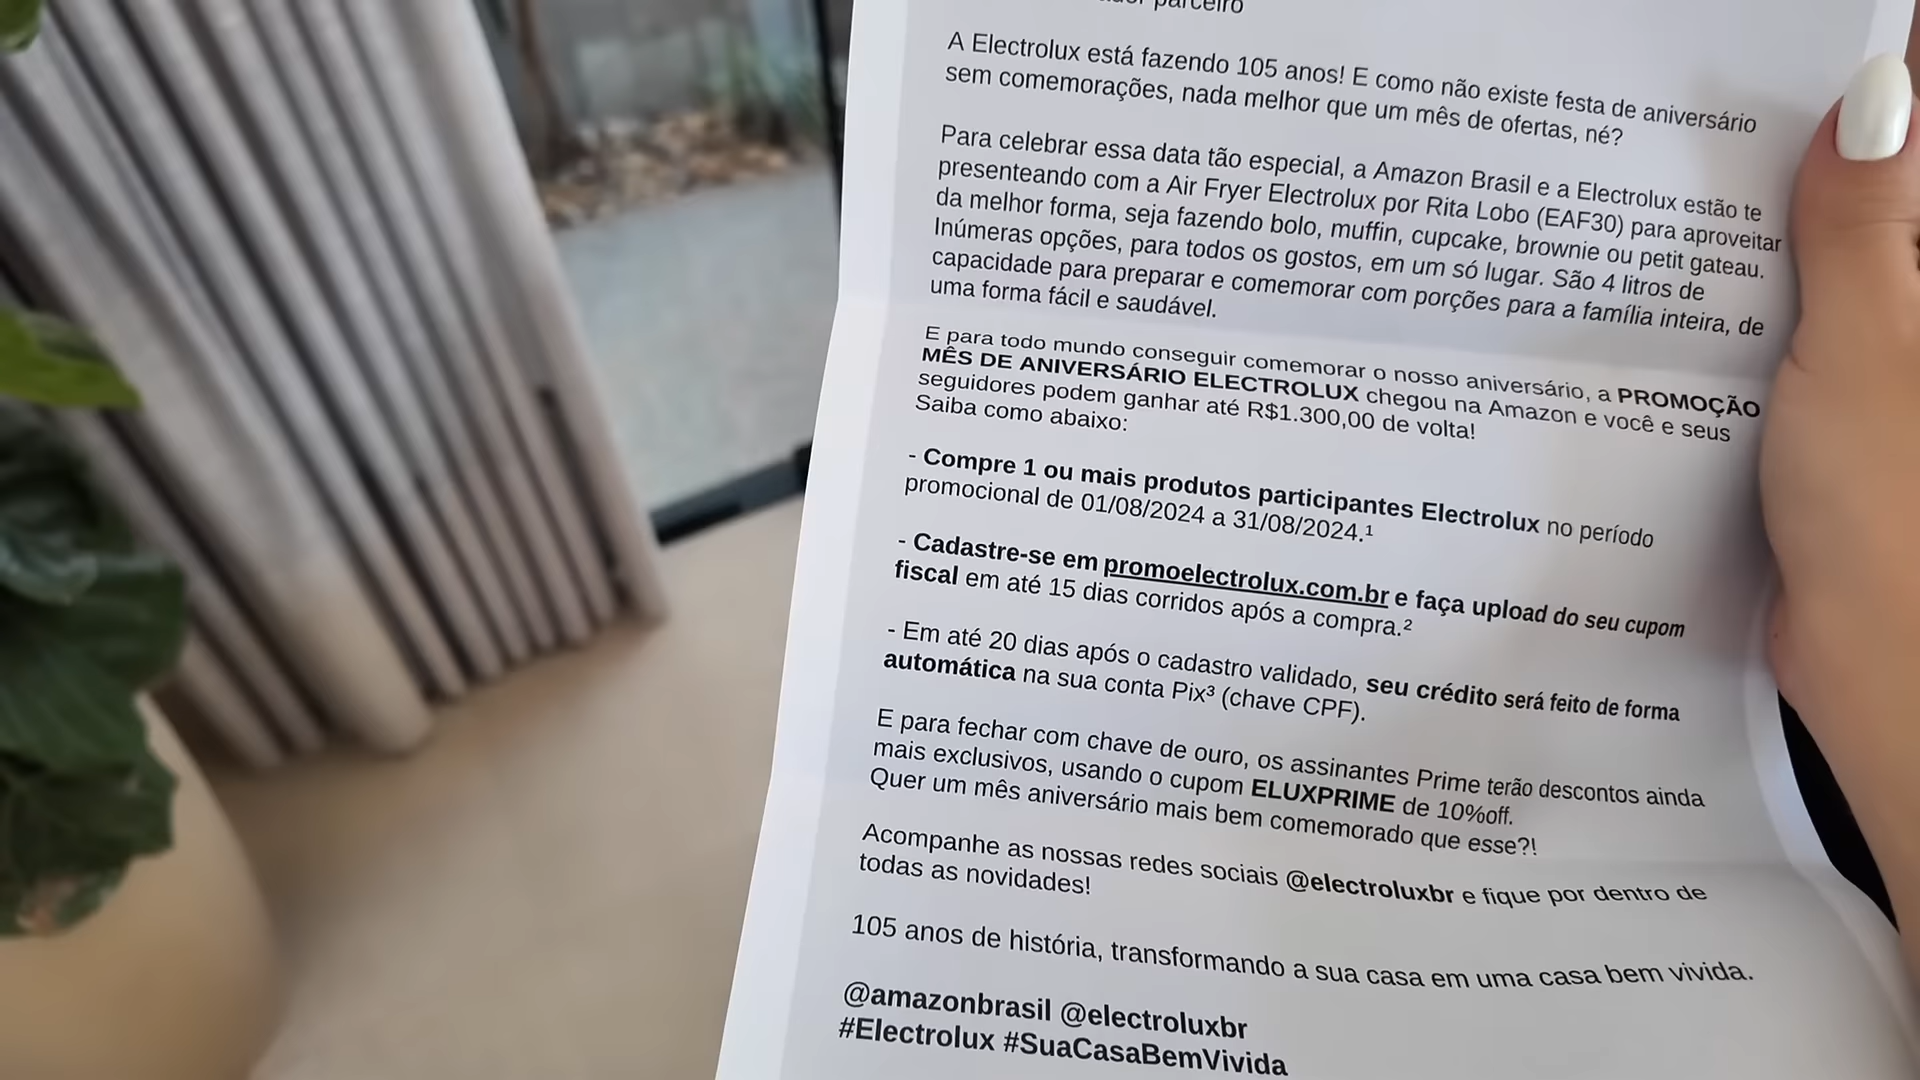 parceiro
A Electrolux está fazendo 105 anos! E como não existe festa de aniversário
sem comemorações, nada melhor que um mês de ofertas, né?
Para celebrar essa data tão especial, a Amazon Brasil e a Electrolux estão te
presenteando com a Air Fryer Electrolux por Rita Lobo (EAF30) para aproveitar
da melhor forma, seja fazendo bolo, muffin, cupcake, brownie ou petit gateau.
Inúmeras opções, para todos os gostos, em um só lugar. São 4 litros de
capacidade para preparar e comemorar com porções para a família inteira, de
uma forma fácil e saudável.
E para todo mundo conseguir comemorar o nosso aniversário, a PROMOÇÃO
MÊS DE ANIVERSÁRIO ELECTROLUX chegou na Amazon e você e seus
seguidores podem ganhar até R$1.300,00 de volta!
Saiba como abaixo:
- Compre 1 ou mais produtos participantes Electrolux no período
promocional de 01/08/2024 a 31/08/2024.¹
- Cadastre-se em promoelectrolux.com.br e faça upload do seu cupom
fiscal em até 15 dias corridos após a compra.²
- Em até 20 dias após o cadastro validado, seu crédito será feito de forma
automática na sua conta Pix³ (chave CPF).
E para fechar com chave de ouro, os assinantes Prime terão descontos ainda
mais exclusivos, usando o cupom ELUXPRIME de 10%off.
Quer um mês aniversário mais bem comemorado que esse?!
Acompanhe as nossas redes sociais @electroluxbr e fique por dentro de
todas as novidades!
105 anos de história, transformando a sua casa em uma casa bem vivida.
@amazonbrasil @electroluxbr
#Electrolux #SuaCasaBemVivida